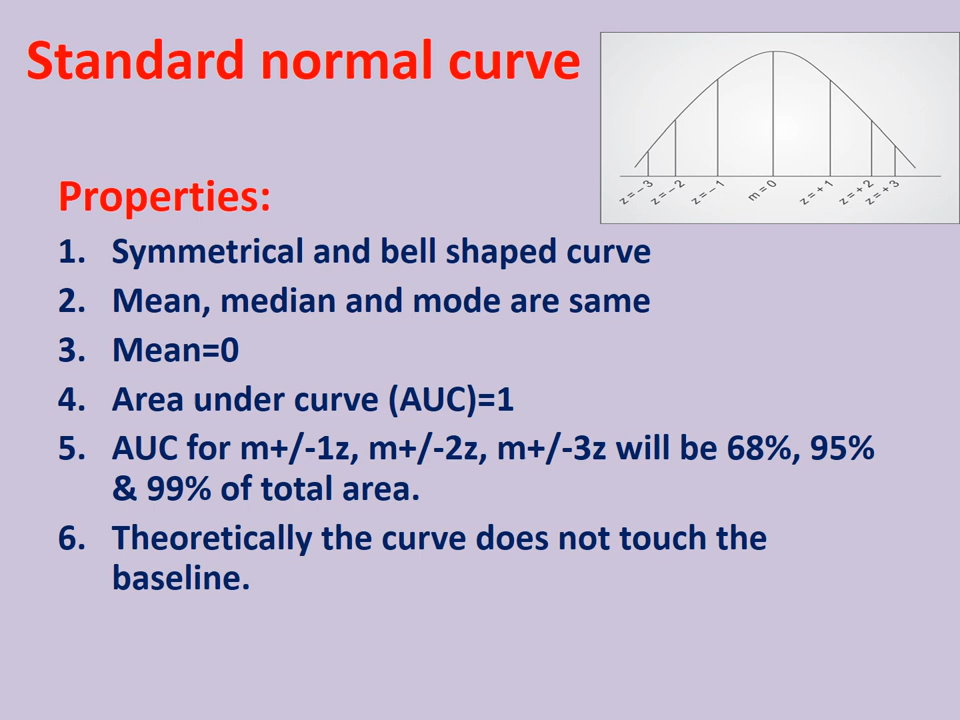 Standard normal curve
z = – 3
z = – 2
z = – 1
m = 0
z = + 1
z = + 2
z = + 3
Properties:
1. Symmetrical and bell shaped curve
2. Mean, median and mode are same
3. Mean=0
4. Area under curve (AUC)=1
5. AUC for m+/-1z, m+/-2z, m+/-3z will be 68%, 95%
& 99% of total area.
6. Theoretically the curve does not touch the
baseline.